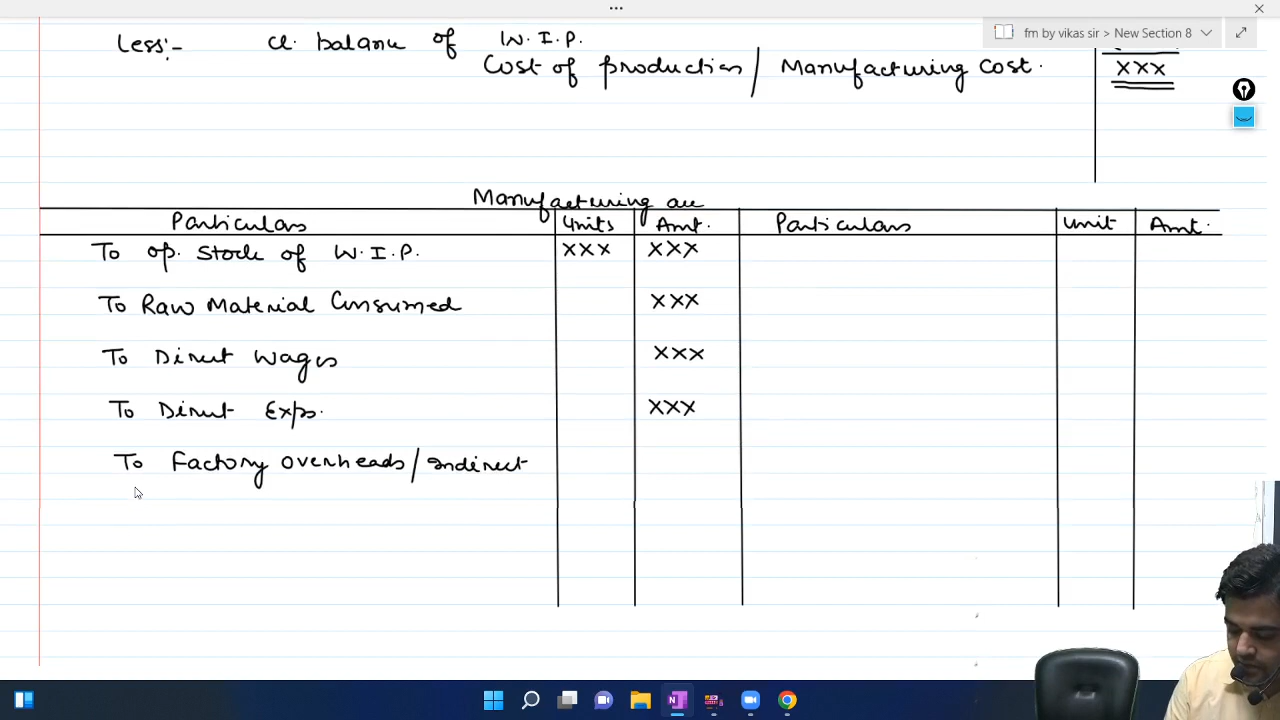 fm by vikas sir > New Section 8
Less:- cl. balance of W.I.P.
Cost of production / Manufacturing cost. xxx
Manufacturing acc
Particulars Units Amt. Particulars Unit Amt.
To op. Stock of W.I.P. xxx xxx
To Raw Material Consumed xxx
To Direct Wages xxx
To Direct Exps. xxx
To Factory overheads / Indirect